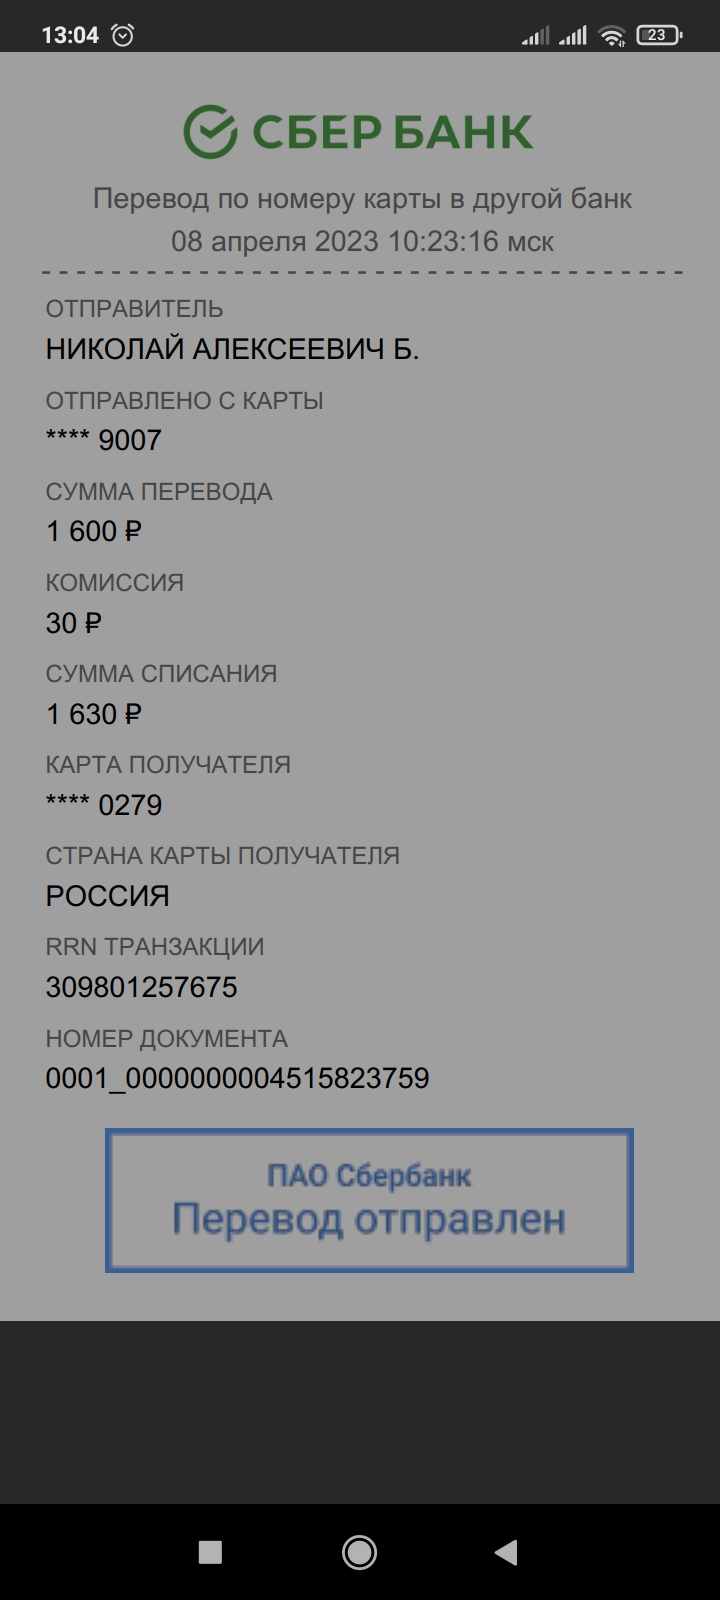 13:04
23
СБЕР БАНК
Перевод по номеру карты в другой банк
08 апреля 2023 10:23:16 мск
ОТПРАВИТЕЛЬ
НИКОЛАЙ АЛЕКСЕЕВИЧ Б.
ОТПРАВЛЕНО С КАРТЫ
**** 9007
СУММА ПЕРЕВОДА
1 600 ₽
КОМИССИЯ
30 ₽
СУММА СПИСАНИЯ
1 630 ₽
КАРТА ПОЛУЧАТЕЛЯ
**** 0279
СТРАНА КАРТЫ ПОЛУЧАТЕЛЯ
РОССИЯ
RRN ТРАНЗАКЦИИ
309801257675
НОМЕР ДОКУМЕНТА
0001_0000000004515823759
ПАО Сбербанк
Перевод отправлен